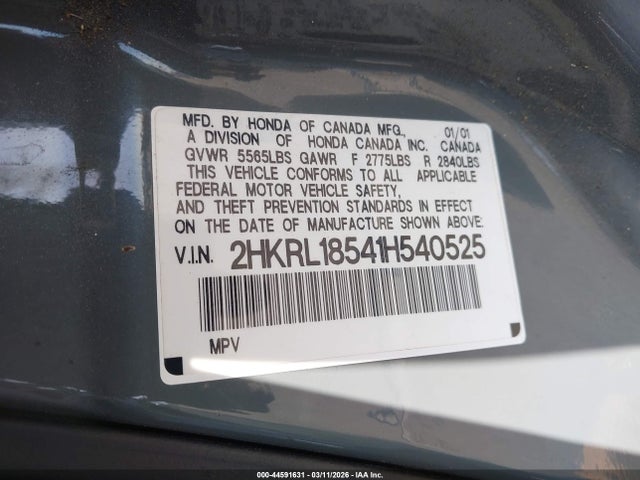 MFD. BY HONDA OF CANADA MFG., 01/01
A DIVISION OF HONDA CANADA INC. CANADA
GVWR 5565LBS GAWR F 2775LBS R 2840LBS
THIS VEHICLE CONFORMS TO ALL APPLICABLE
FEDERAL MOTOR VEHICLE SAFETY,
AND THEFT PREVENTION STANDARDS IN EFFECT
ON THE DATE OF MANUFACTURE SHOWN ABOVE:
V.I.N. 2HKRL18541H540525
MPV
000-44591631 - 03/11/2026 - IAAI.COM